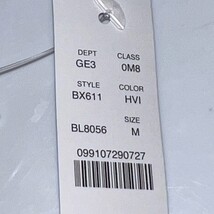 DEPT CLASS
GE3 0M8
STYLE COLOR
BX611 HVI
SIZE
BL8056 M
099107290727